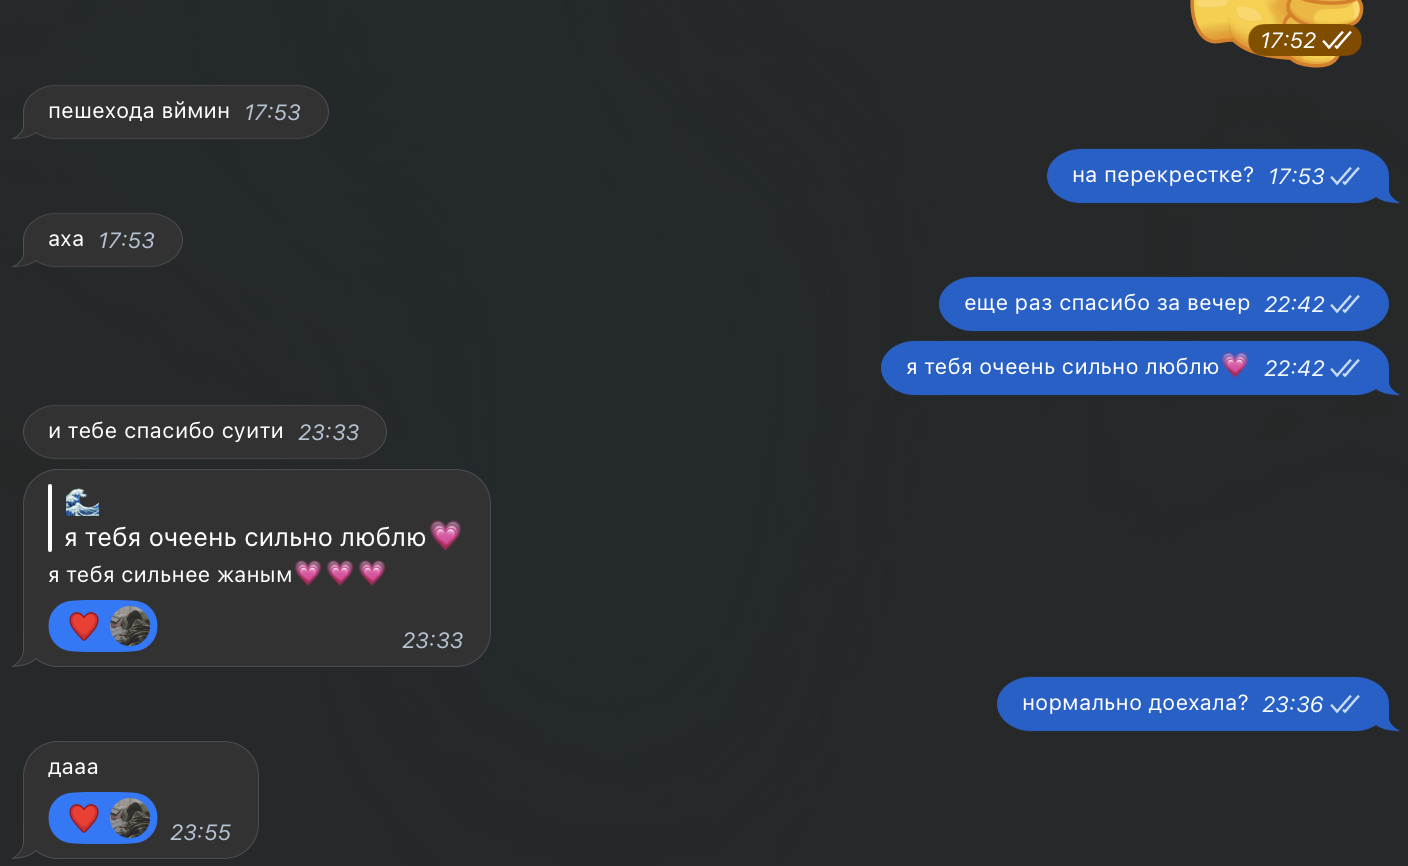 17:52
пешехода вймин 17:53
на перекрестке? 17:53
аха 17:53
еще раз спасибо за вечер 22:42
я тебя очеень сильно люблю💗 22:42
и тебе спасибо суити 23:33
🌊
я тебя очеень сильно люблю💗
я тебя сильнее жаным💗💗💗
❤️ 23:33
нормально доехала? 23:36
дааа
❤️ 23:55